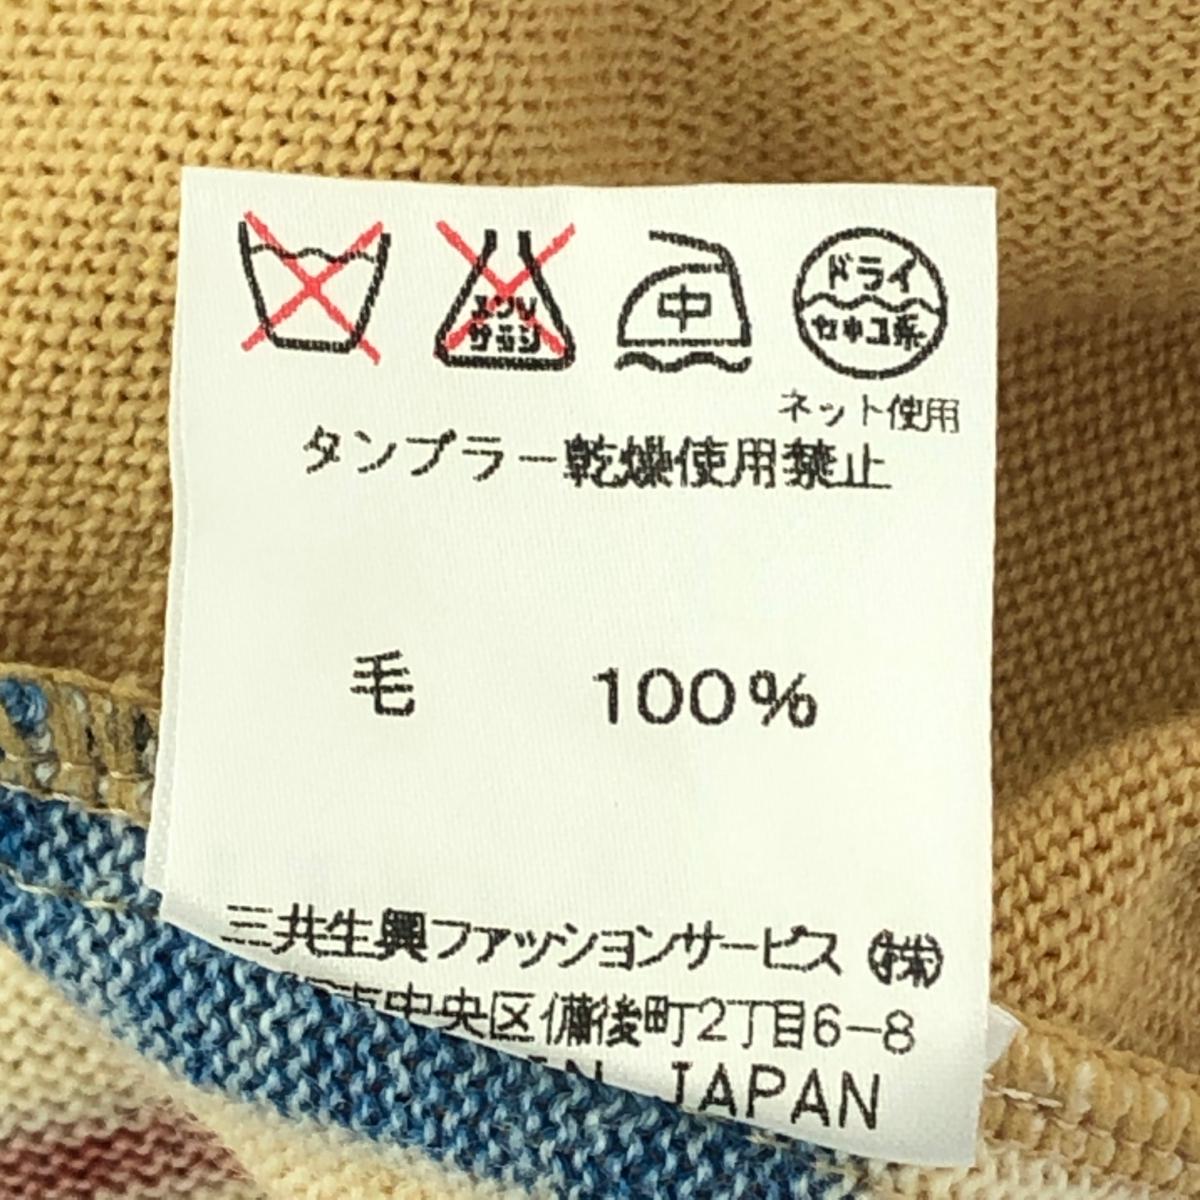 エンソ
サラシ
中
ドライ
セキユ系
ネット使用
タンブラー乾燥使用禁止
毛 100%
三共生興ファッションサービス ㈱
中央区備後町2丁目6-8
IN JAPAN